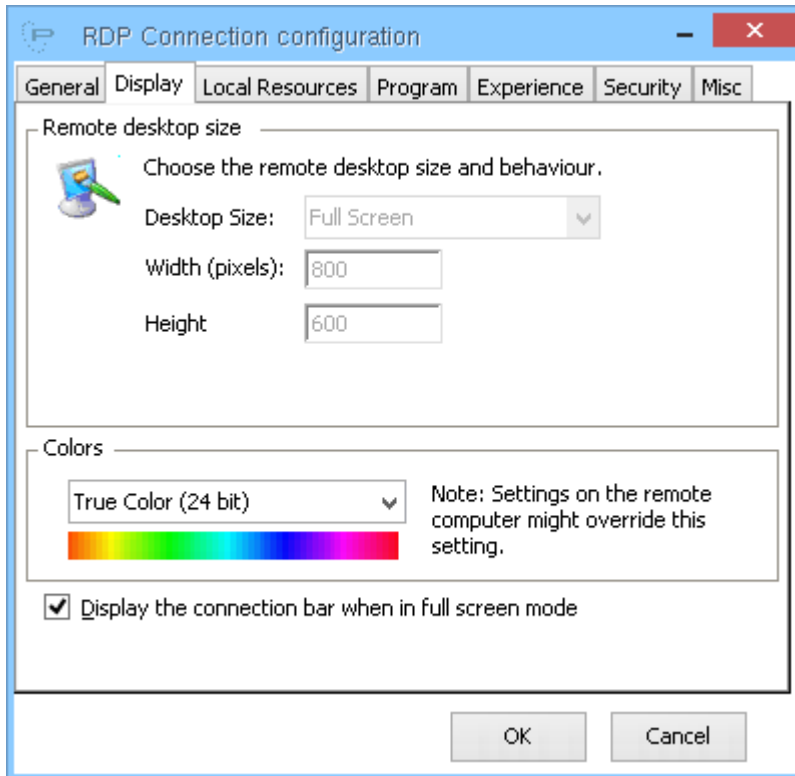 RDP Connection configuration
General Display Local Resources Program Experience Security Misc
Remote desktop size
Choose the remote desktop size and behaviour.
Desktop Size: Full Screen
Width (pixels): 800
Height 600
Colors
True Color (24 bit)
Note: Settings on the remote
computer might override this
setting.
Display the connection bar when in full screen mode
OK Cancel